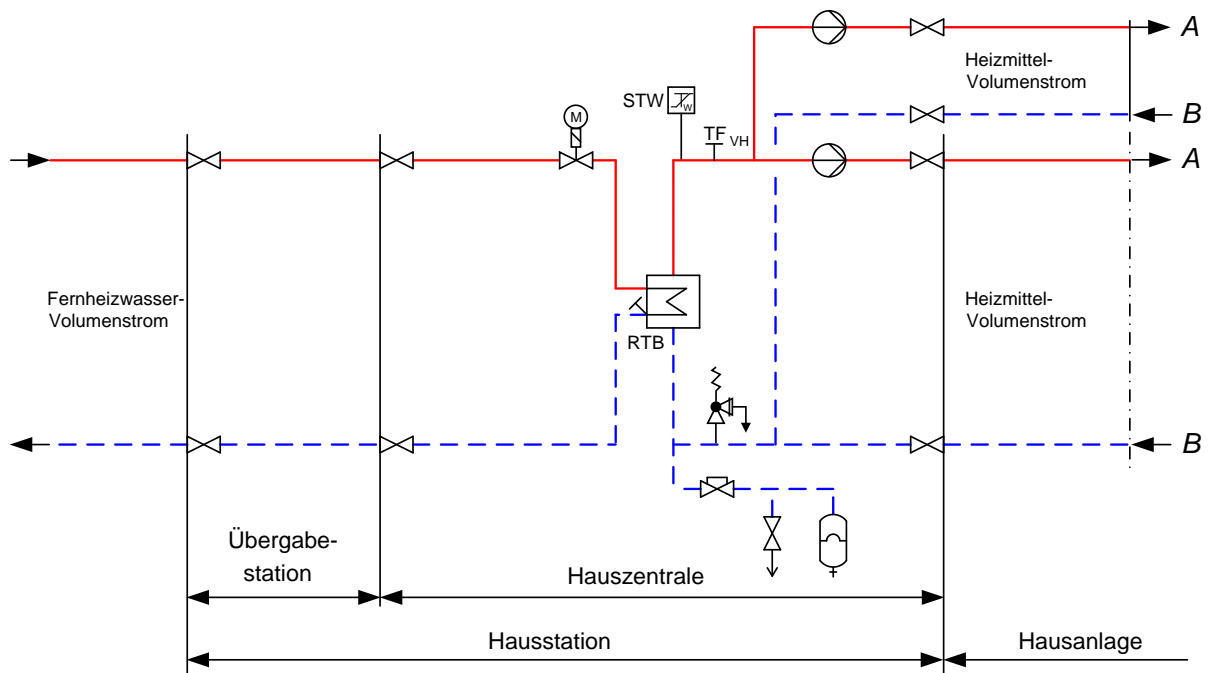 A
Heizmittel-
Volumenstrom
M
STW
W
TF VH
B
A
Fernheizwasser-
Volumenstrom
Heizmittel-
Volumenstrom
RTB
B
Übergabe-
station
Hauszentrale
Hausstation
Hausanlage